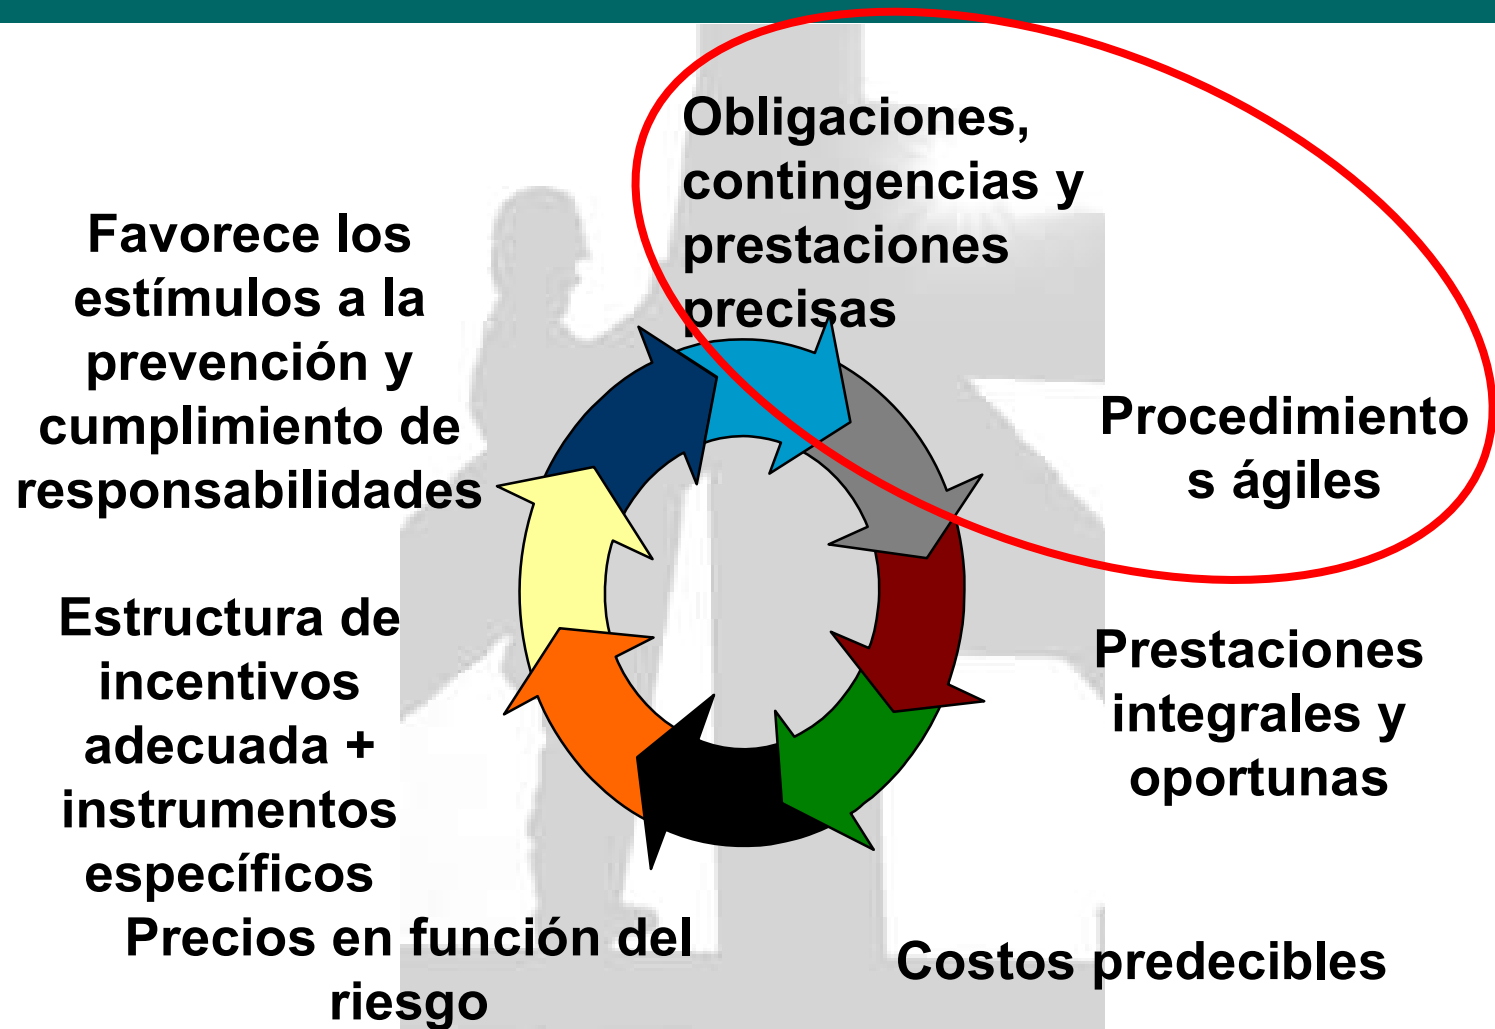 Obligaciones,
contingencias y
prestaciones
precisas
Procedimiento
s ágiles
Prestaciones
integrales y
oportunas
Costos predecibles
Precios en función del
riesgo
Estructura de
incentivos
adecuada +
instrumentos
específicos
Favorece los
estímulos a la
prevención y
cumplimiento de
responsabilidades